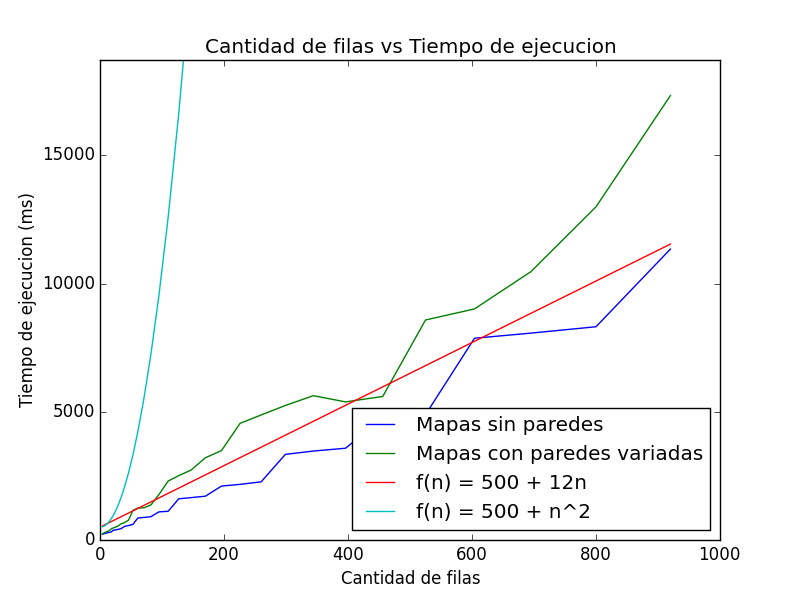 Cantidad de filas vs Tiempo de ejecucion
Tiempo de ejecucion (ms)
15000
10000
5000
0
Mapas sin paredes
Mapas con paredes variadas
f(n) = 500 + 12n
f(n) = 500 + n^2
0 200 400 600 800 1000
Cantidad de filas